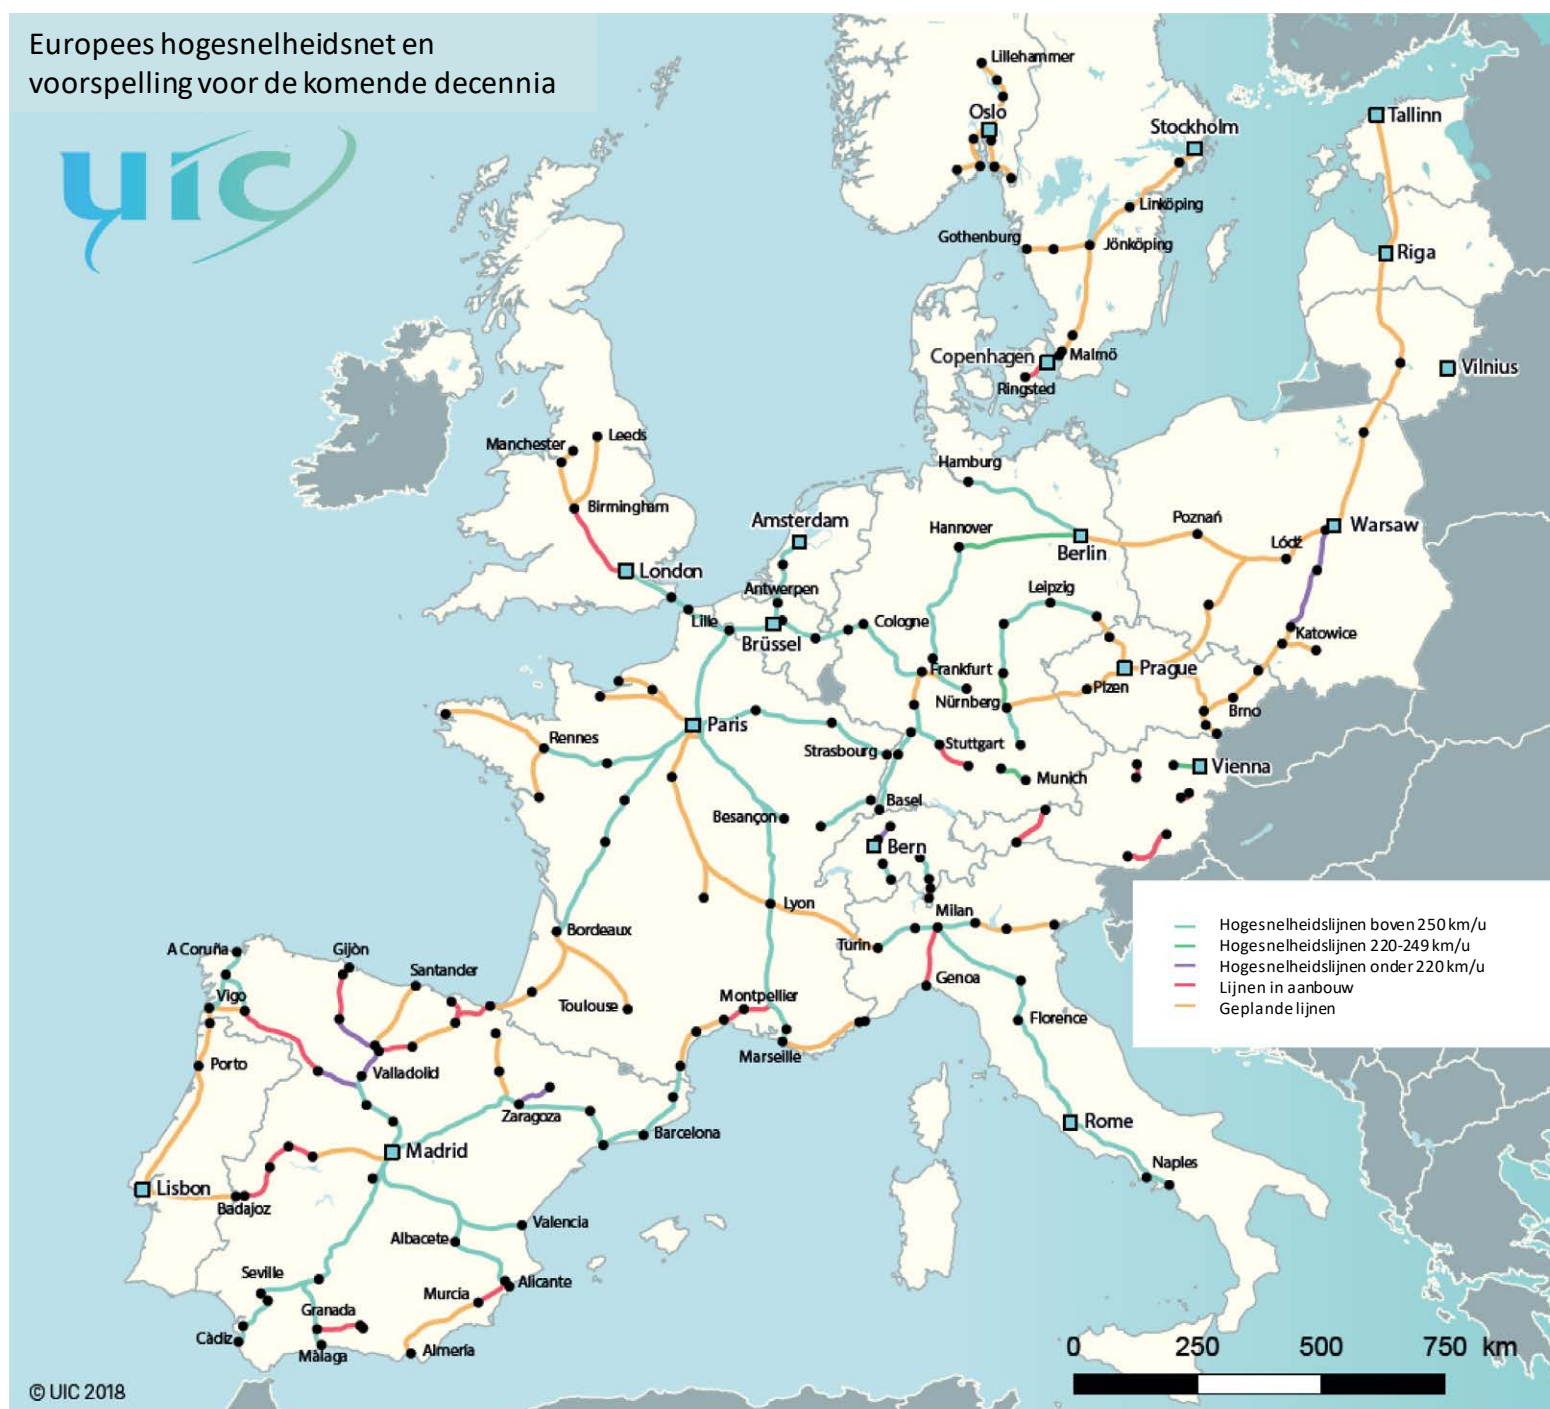 Europees hogesnelheidsnet en
voorspelling voor de komende decennia
uic
Lillehammer
Oslo
Stockholm
Tallinn
Linköping
Gothenburg
Jönköping
Riga
Copenhagen
Malmö
Ringsted
Vilnius
Manchester
Leeds
Hamburg
Birmingham
Amsterdam
Hannover
Poznań
Warsaw
Berlin
Łódź
London
Antwerpen
Leipzig
Lille
Cologne
Brüssel
Katowice
Frankfurt
Prague
Plzen
Nürnberg
Brno
Paris
Rennes
Strasbourg
Stuttgart
Vienna
Munich
Basel
Besançon
Bern
Lyon
Milan
Bordeaux
Turin
A Coruña
Gijòn
Santander
Genoa
Vigo
Toulouse
Montpellier
Florence
Marseille
Porto
Valladolid
Zaragoza
Barcelona
Rome
Madrid
Naples
Lisbon
Badajoz
Valencia
Albacete
Seville
Alicante
Murcia
Granada
Càdiz
Màlaga
Almería
Hogesnelheidslijnen boven 250 km/u
Hogesnelheidslijnen 220-249 km/u
Hogesnelheidslijnen onder 220 km/u
Lijnen in aanbouw
Geplande lijnen
0 250 500 750 km
© UIC 2018